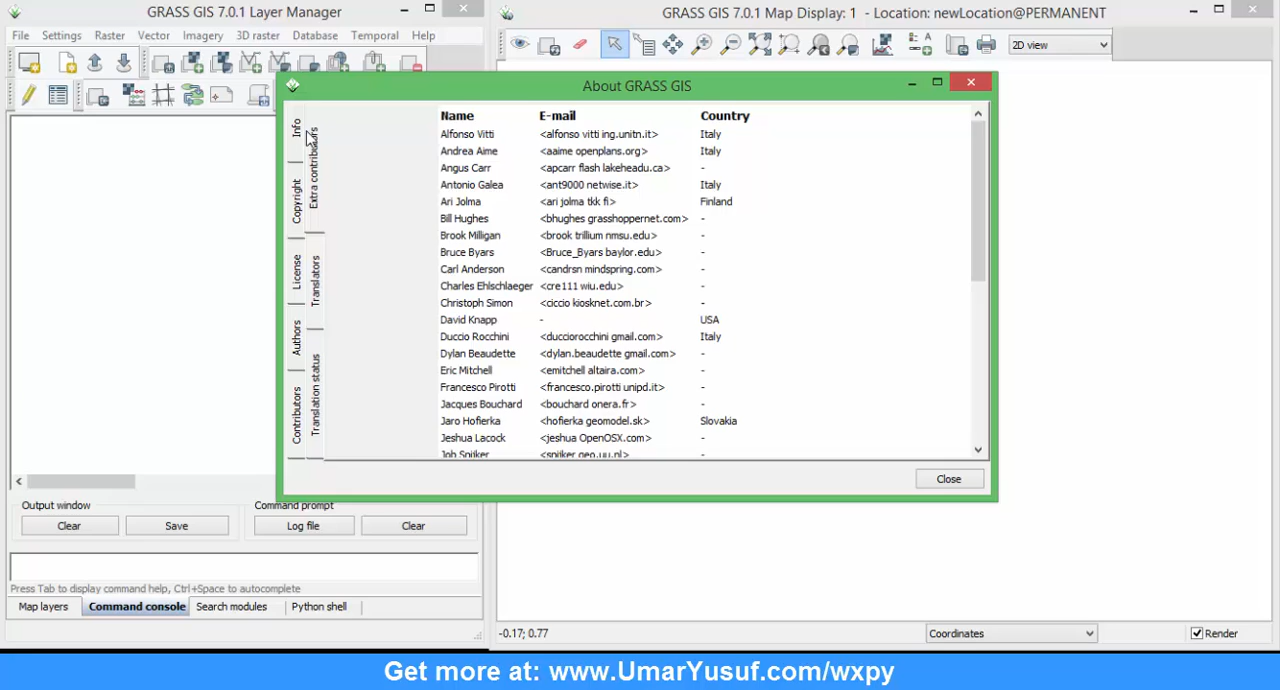 GRASS GIS 7.0.1 Layer Manager
GRASS GIS 7.0.1 Map Display: 1 - Location: newLocation@PERMANENT
File Settings Raster Vector Imagery 3D raster Database Temporal Help
2D view
About GRASS GIS
Info
Copyright
License
Authors
Contributors
Extra contributors
Translators
Translation status
Name E-mail Country
Alfonso Vitti <alfonso vitti ing.unitn.it> Italy
Andrea Aime <aaime openplans.org> Italy
Angus Carr <apcarr flash lakeheadu.ca> -
Antonio Galea <ant9000 netwise.it> Italy
Ari Jolma <ari jolma tkk fi> Finland
Bill Hughes <bhughes grasshoppernet.com> -
Brook Milligan <brook trillium nmsu.edu> -
Bruce Byars <Bruce_Byars baylor.edu> -
Carl Anderson <candrsn mindspring.com> -
Charles Ehlschlaeger <cre111 wiu.edu> -
Christoph Simon <ciccio kiosknet.com.br> -
David Knapp - USA
Duccio Rocchini <ducciorocchini gmail.com> Italy
Dylan Beaudette <dylan.beaudette gmail.com> -
Eric Mitchell <emitchell altaira.com> -
Francesco Pirotti <francesco.pirotti unipd.it> -
Jacques Bouchard <bouchard onera.fr> -
Jaro Hofierka <hofierka geomodel.sk> Slovakia
Jeshua Lacock <jeshua OpenOSX.com> -
Job Spijker <spijker geo.uu.nl> -
Close
Output window Command prompt
Clear Save Log file Clear
Press Tab to display command help, Ctrl+Space to autocomplete
Map layers Command console Search modules Python shell
-0.17; 0.77
Coordinates
Render
Get more at: www.UmarYusuf.com/wxpy